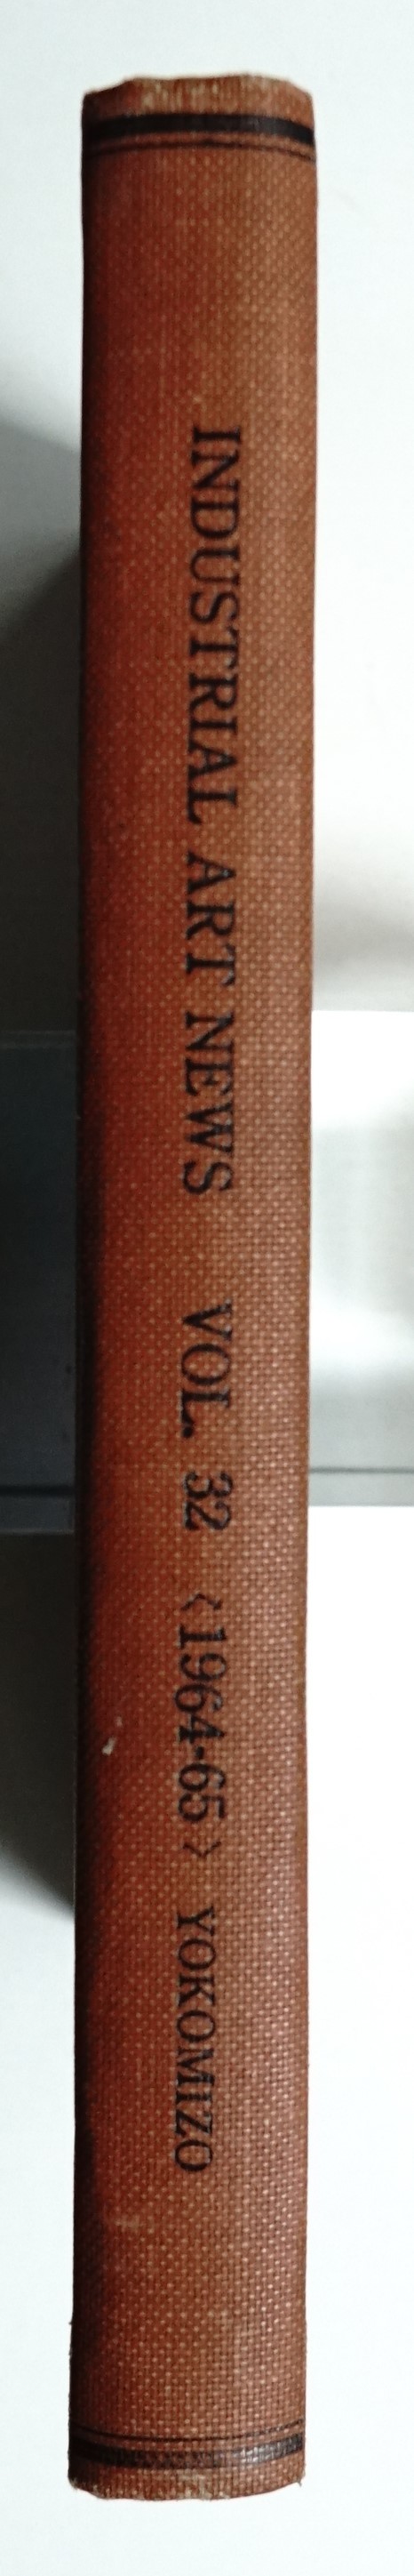 INDUSTRIAL ART NEWS VOL. 32 〈1964-65〉 YOKOMIZO